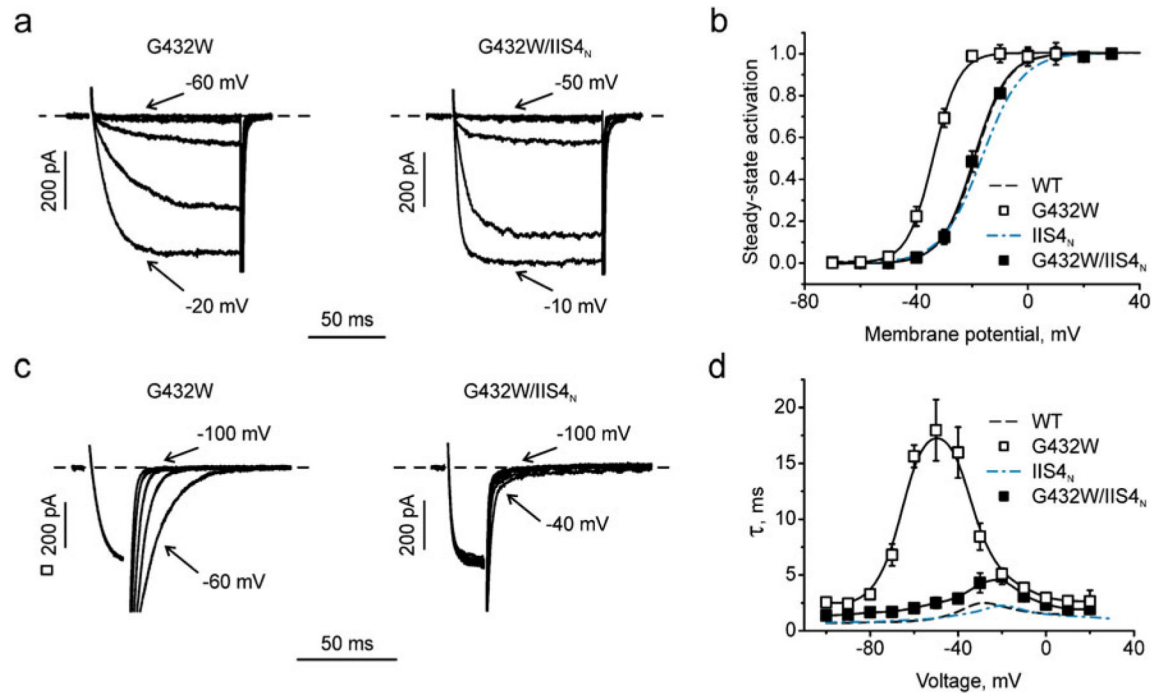 a
G432W
-60 mV
200 pA
-20 mV
G432W/IIS4N
-50 mV
200 pA
-10 mV
50 ms
b
Steady-state activation
1.0
0.8
0.6
0.4
0.2
0.0
-80
-40
0
40
Membrane potential, mV
WT
G432W
IIS4N
G432W/IIS4N
c
G432W
-100 mV
200 pA
-60 mV
G432W/IIS4N
-100 mV
200 pA
-40 mV
50 ms
d
τ, ms
20
15
10
5
0
-80
-40
0
40
Voltage, mV
WT
G432W
IIS4N
G432W/IIS4N